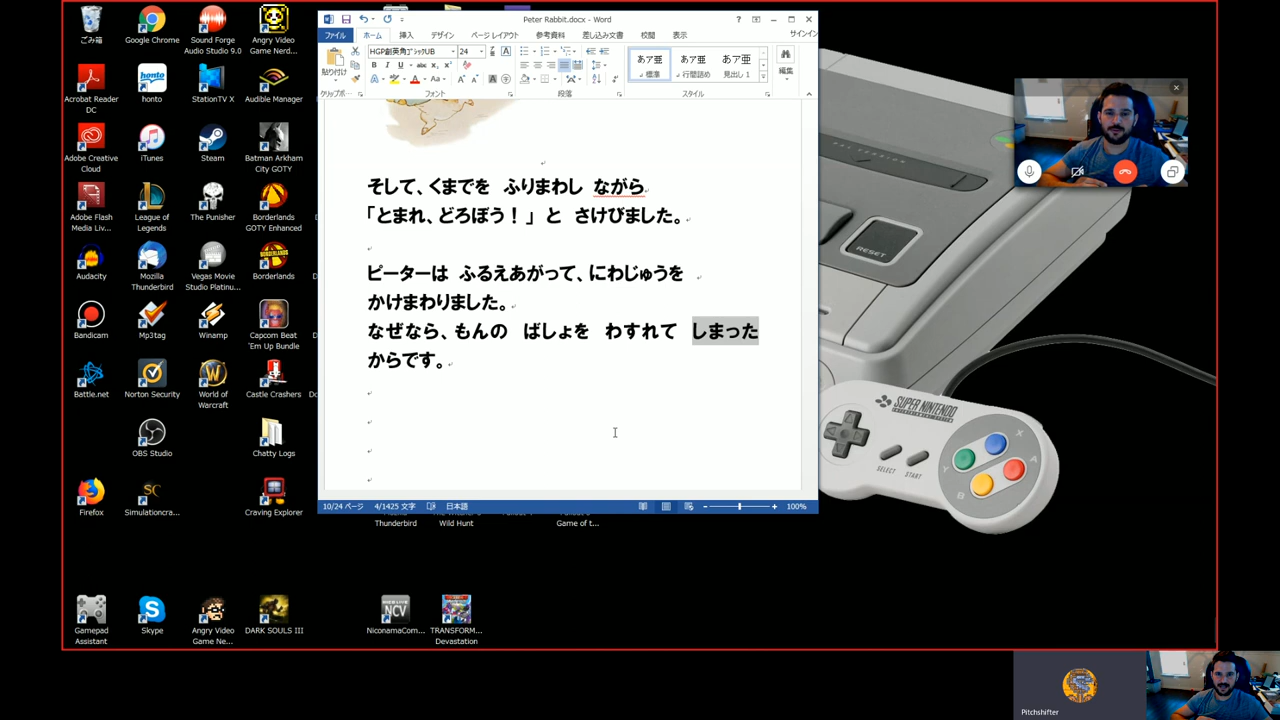 Peter Rabbit.docx - Word
サインイン
ファイル ホーム 挿入 デザイン ページ レイアウト 参考資料 差し込み文書 校閲 表示
HGP創英角ｺﾞｼｯｸUB 24
貼り付け
あア亜 あア亜 あア亜
標準 行間詰め 見出し 1
編集
クリップボ... フォント 段落 スタイル
そして、くまでを ふりまわし ながら
「とまれ、どろぼう！」 と さけびました。
ピーターは ふるえあがって、にわじゅうを
かけまわりました。
なぜなら、もんの ばしょを わすれて しまった
からです。
10/24 ページ 4/1425 文字 日本語 100%
ごみ箱
Google Chrome
Sound Forge Audio Studio 9.0
Angry Video Game Nerd...
Acrobat Reader DC
honto
StationTV X
Audible Manager
Adobe Creative Cloud
iTunes
Steam
Batman Arkham City GOTY
Adobe Flash Media Liv...
League of Legends
The Punisher
Borderlands GOTY Enhanced
Audacity
Mozilla Thunderbird
Vegas Movie Studio Platinu...
Borderlands
Bandicam
Mp3tag
Winamp
Capcom Beat 'Em Up Bundle
Battle.net
Norton Security
World of Warcraft
Castle Crashers
OBS Studio
Chatty Logs
Firefox
Simulationcra...
Craving Explorer
Thunderbird
Wild Hunt
Game of t...
Gamepad Assistant
Skype
Angry Video Game Ne...
DARK SOULS III
NiconamaCom...
TRANSFORM... Devastation
RESET
SUPER NINTENDO
SELECT START
X
Y
A
B
Pitchshifter